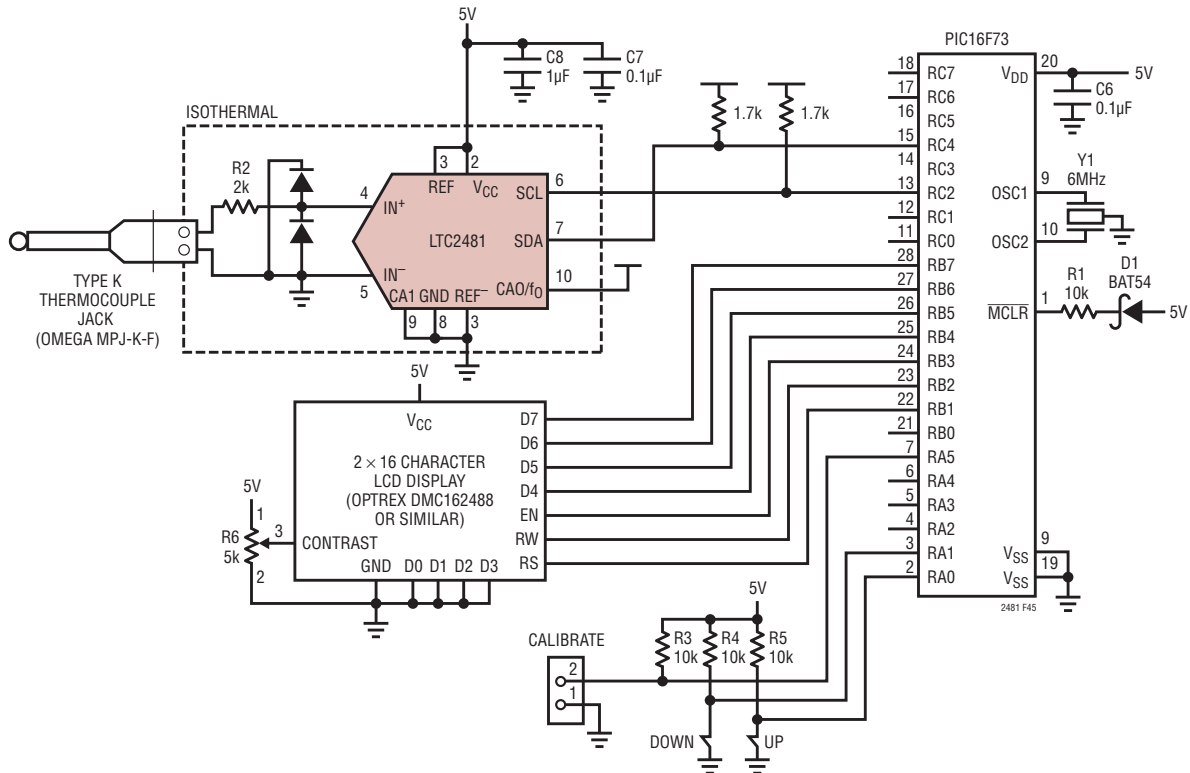 5V
C8
1µF
C7
0.1µF
ISOTHERMAL
R2
2k
4
IN+
3
REF
2
VCC
SCL
6
LTC2481
SDA
7
IN−
5
CA1 GND REF−
CAO/fO
10
9
8
3
TYPE K
THERMOCOUPLE
JACK
(OMEGA MPJ-K-F)
1.7k
1.7k
PIC16F73
18
RC7
17
RC6
16
RC5
15
RC4
14
RC3
13
RC2
12
RC1
11
RC0
28
RB7
27
RB6
26
RB5
25
RB4
24
RB3
23
RB2
22
RB1
21
RB0
7
RA5
6
RA4
5
RA3
4
RA2
3
RA1
2
RA0
VDD
20
5V
C6
0.1µF
Y1
6MHz
OSC1
9
OSC2
10
MCLR
1
R1
10k
D1
BAT54
5V
VSS
9
VSS
19
2481 F45
5V
VCC
2 × 16 CHARACTER
LCD DISPLAY
(OPTREX DMC162488
OR SIMILAR)
D7
D6
D5
D4
EN
RW
RS
5V
1
R6
5k
2
3
CONTRAST
GND D0 D1 D2 D3
5V
R3
10k
R4
10k
R5
10k
CALIBRATE
2
1
DOWN
UP